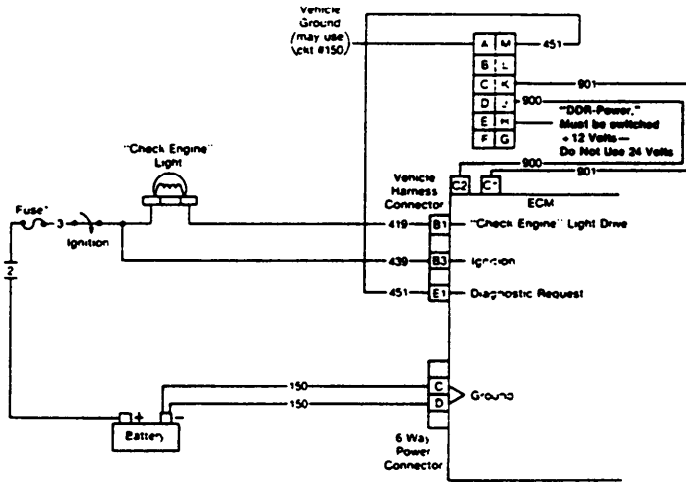 Vehicle
Ground
(may use
ckt #150)
A M
451
B L
C K
901
D J
900
E H
F G
"DDR-Power,"
Must be switched
+12 Volts—
Do Not Use 24 Volts
900
901
"Check Engine"
Light
Vehicle
Harness
Connector
C2
ECM
Fuse*
3
Ignition
419
B1
"Check Engine" Light Drive
2
439
B3
Ignition
451
E1
Diagnostic Request
150
C
150
D
Ground
+
-
Battery
6 Way
Power
Connector